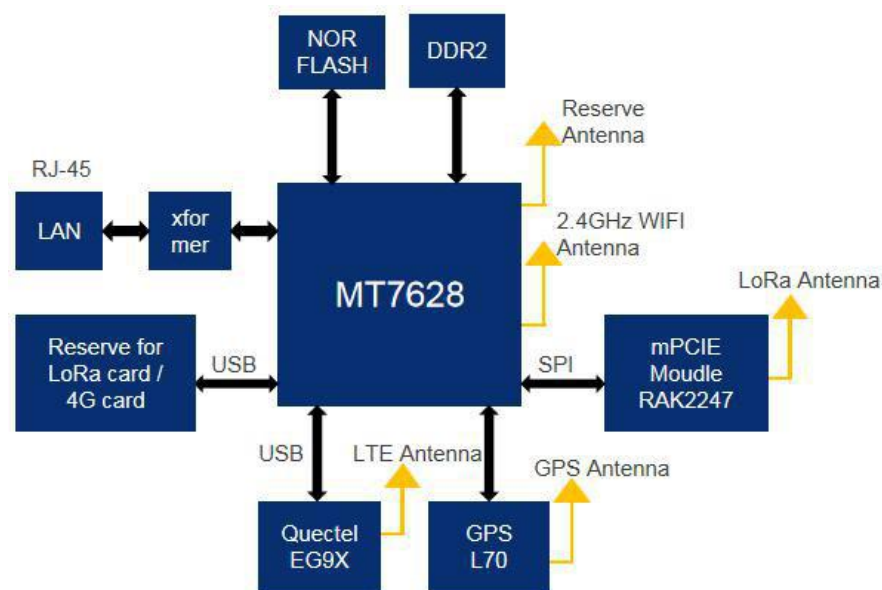 NOR
FLASH
DDR2
Reserve
Antenna
RJ-45
LAN
xfor
mer
2.4GHz WIFI
Antenna
MT7628
LoRa Antenna
Reserve for
LoRa card /
4G card
USB
SPI
mPCIE
Moudle
RAK2247
USB
LTE Antenna
GPS Antenna
Quectel
EG9X
GPS
L70